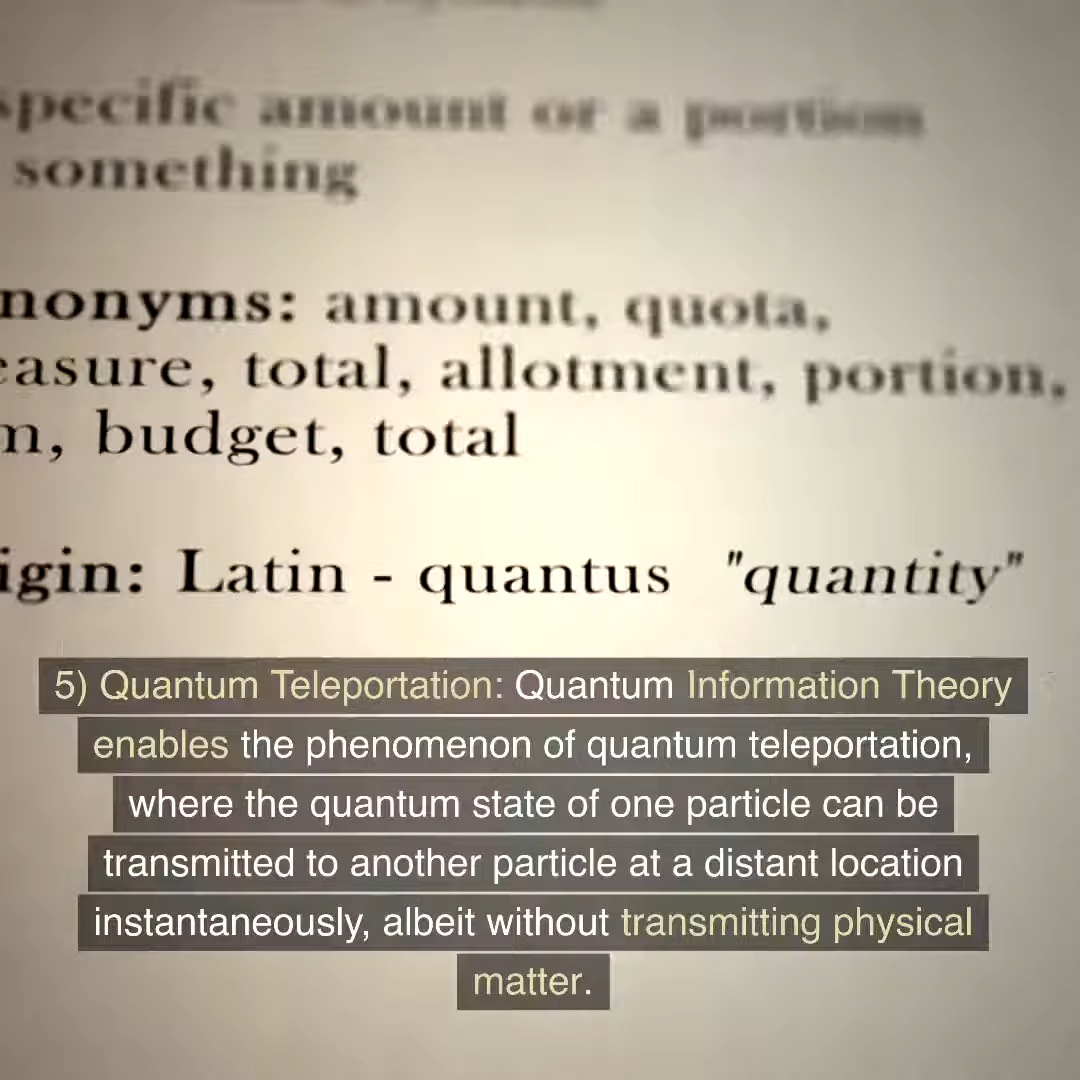 specific amount or a portion
something
nonyms: amount, quota,
easure, total, allotment, portion,
m, budget, total
igin: Latin - quantus "quantity"
5) Quantum Teleportation: Quantum Information Theory
enables the phenomenon of quantum teleportation,
where the quantum state of one particle can be
transmitted to another particle at a distant location
instantaneously, albeit without transmitting physical
matter.